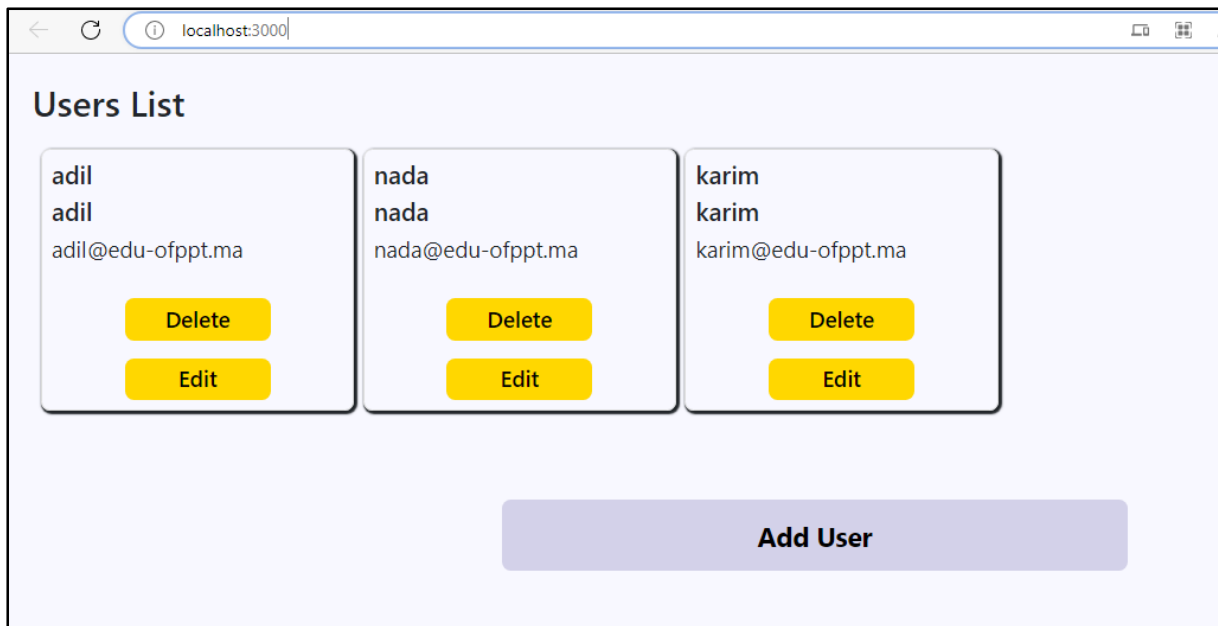 localhost:3000
Users List
adil
adil
adil@edu-ofppt.ma
Delete
Edit
nada
nada
nada@edu-ofppt.ma
Delete
Edit
karim
karim
karim@edu-ofppt.ma
Delete
Edit
Add User